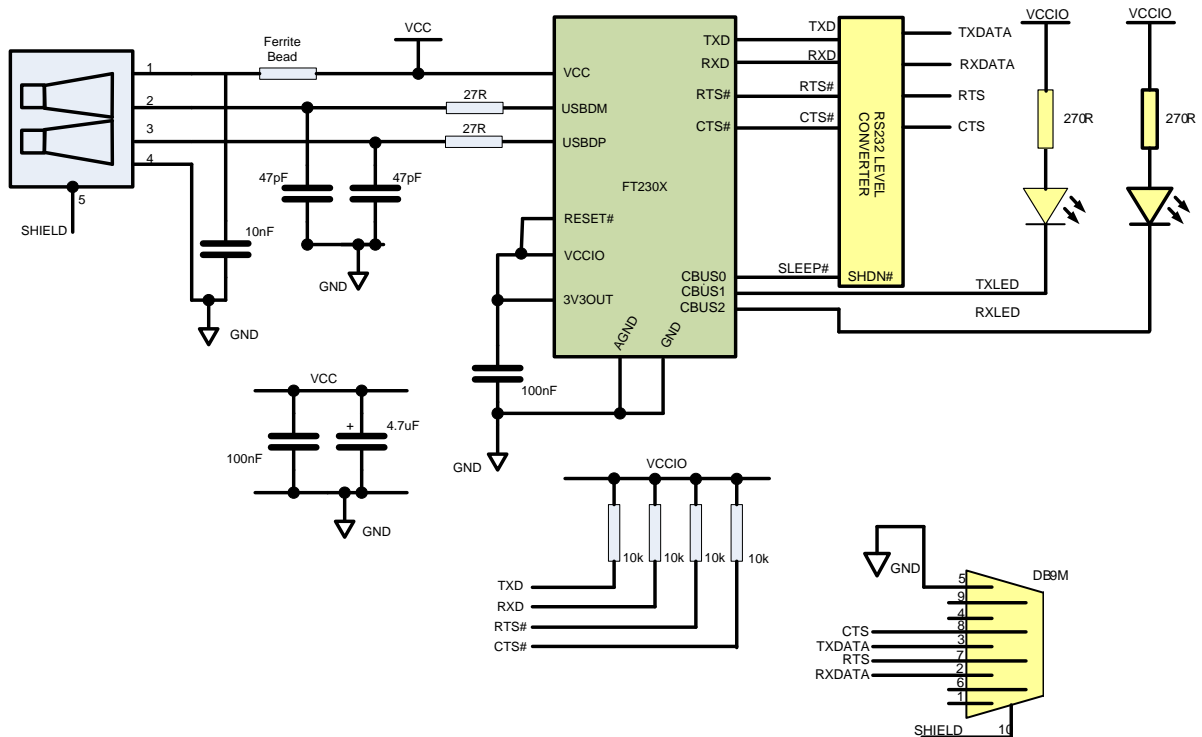 VCCIO
VCCIO
VCC
Ferrite
Bead
1
2
3
4
5
SHIELD
27R
27R
47pF
47pF
10nF
GND
GND
VCC
USBDM
USBDP
FT230X
RESET#
VCCIO
3V3OUT
AGND
GND
TXD
RXD
RTS#
CTS#
CBUS0
CBUS1
CBUS2
TXD
RXD
RTS#
CTS#
SLEEP#
RS232 LEVEL
CONVERTER
SHDN#
TXDATA
RXDATA
RTS
CTS
270R
270R
TXLED
RXLED
100nF
GND
VCC
100nF
+
4.7uF
GND
VCCIO
10k
10k
10k
10k
TXD
RXD
RTS#
CTS#
GND
DB9M
5
9
4
8
3
7
2
6
1
CTS
TXDATA
RTS
RXDATA
SHIELD
10